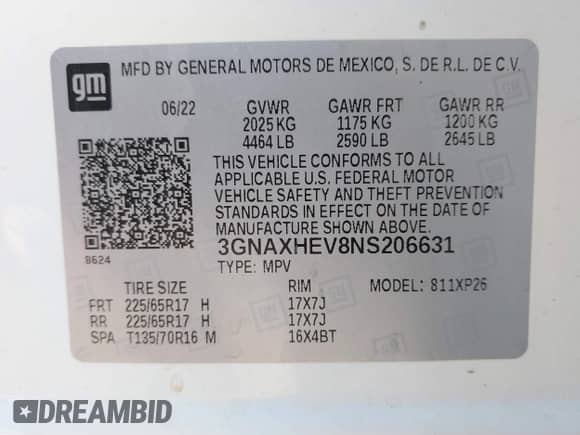 gm
MFD BY GENERAL MOTORS DE MEXICO, S. DE R.L. DE C.V.
06/22 GVWR GAWR FRT GAWR RR
2025 KG 1175 KG 1200 KG
4464 LB 2590 LB 2645 LB
THIS VEHICLE CONFORMS TO ALL
APPLICABLE U.S. FEDERAL MOTOR
VEHICLE SAFETY AND THEFT PREVENTION
STANDARDS IN EFFECT ON THE DATE OF
MANUFACTURE SHOWN ABOVE.
8624 3GNAXHEV8NS206631
TYPE: MPV
TIRE SIZE RIM MODEL: 811XP26
FRT 225/65R17 H 17X7J
RR 225/65R17 H 17X7J
SPA T135/70R16 M 16X4BT
DREAMBID